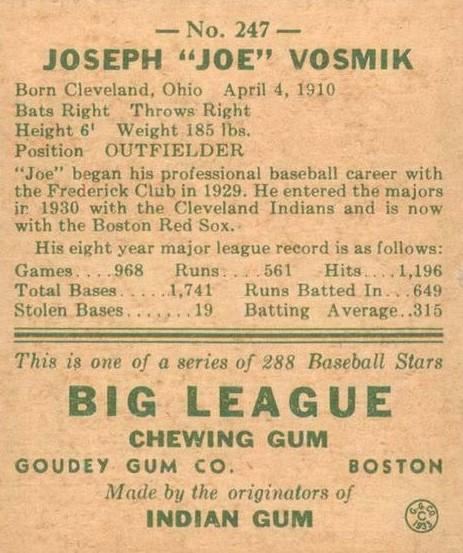 — No. 247 —
JOSEPH "JOE" VOSMIK
Born Cleveland, Ohio April 4, 1910
Bats Right Throws Right
Height 6' Weight 185 lbs.
Position OUTFIELDER
"Joe" began his professional baseball career with
the Frederick Club in 1929. He entered the majors
in 1930 with the Cleveland Indians and is now
with the Boston Red Sox.
His eight year major league record is as follows:
Games....968 Runs.....561 Hits....1,196
Total Bases......1,741 Runs Batted In...649
Stolen Bases.......19 Batting Average..315
This is one of a series of 288 Baseball Stars
BIG LEAGUE
CHEWING GUM
GOUDEY GUM CO. BOSTON
Made by the originators of
INDIAN GUM
G. G. CO.
C
1933